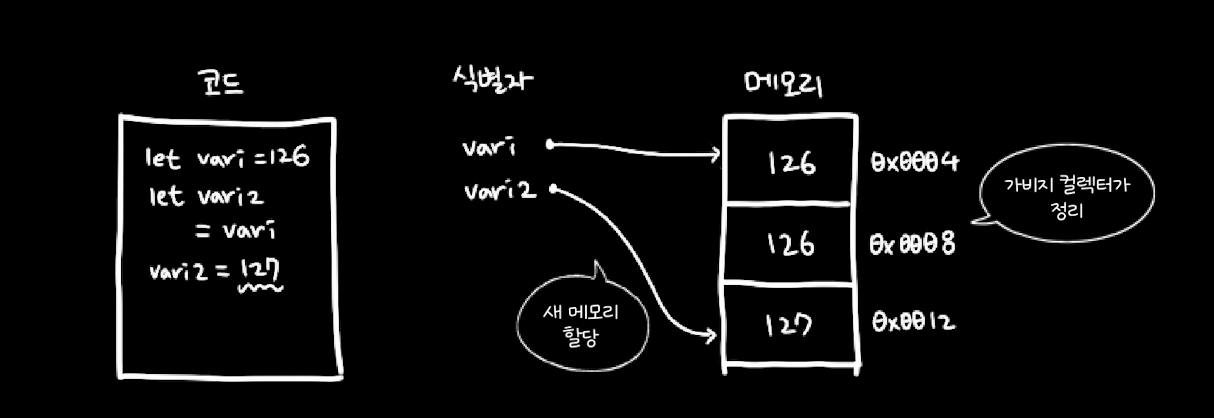 코드
let vari = 126
let vari2
= vari
vari2 = 127
식별자
vari
vari2
새 메모리
할당
메모리
126 0x0004
126 0x0008
127 0x0012
가비지 컬렉터가
정리